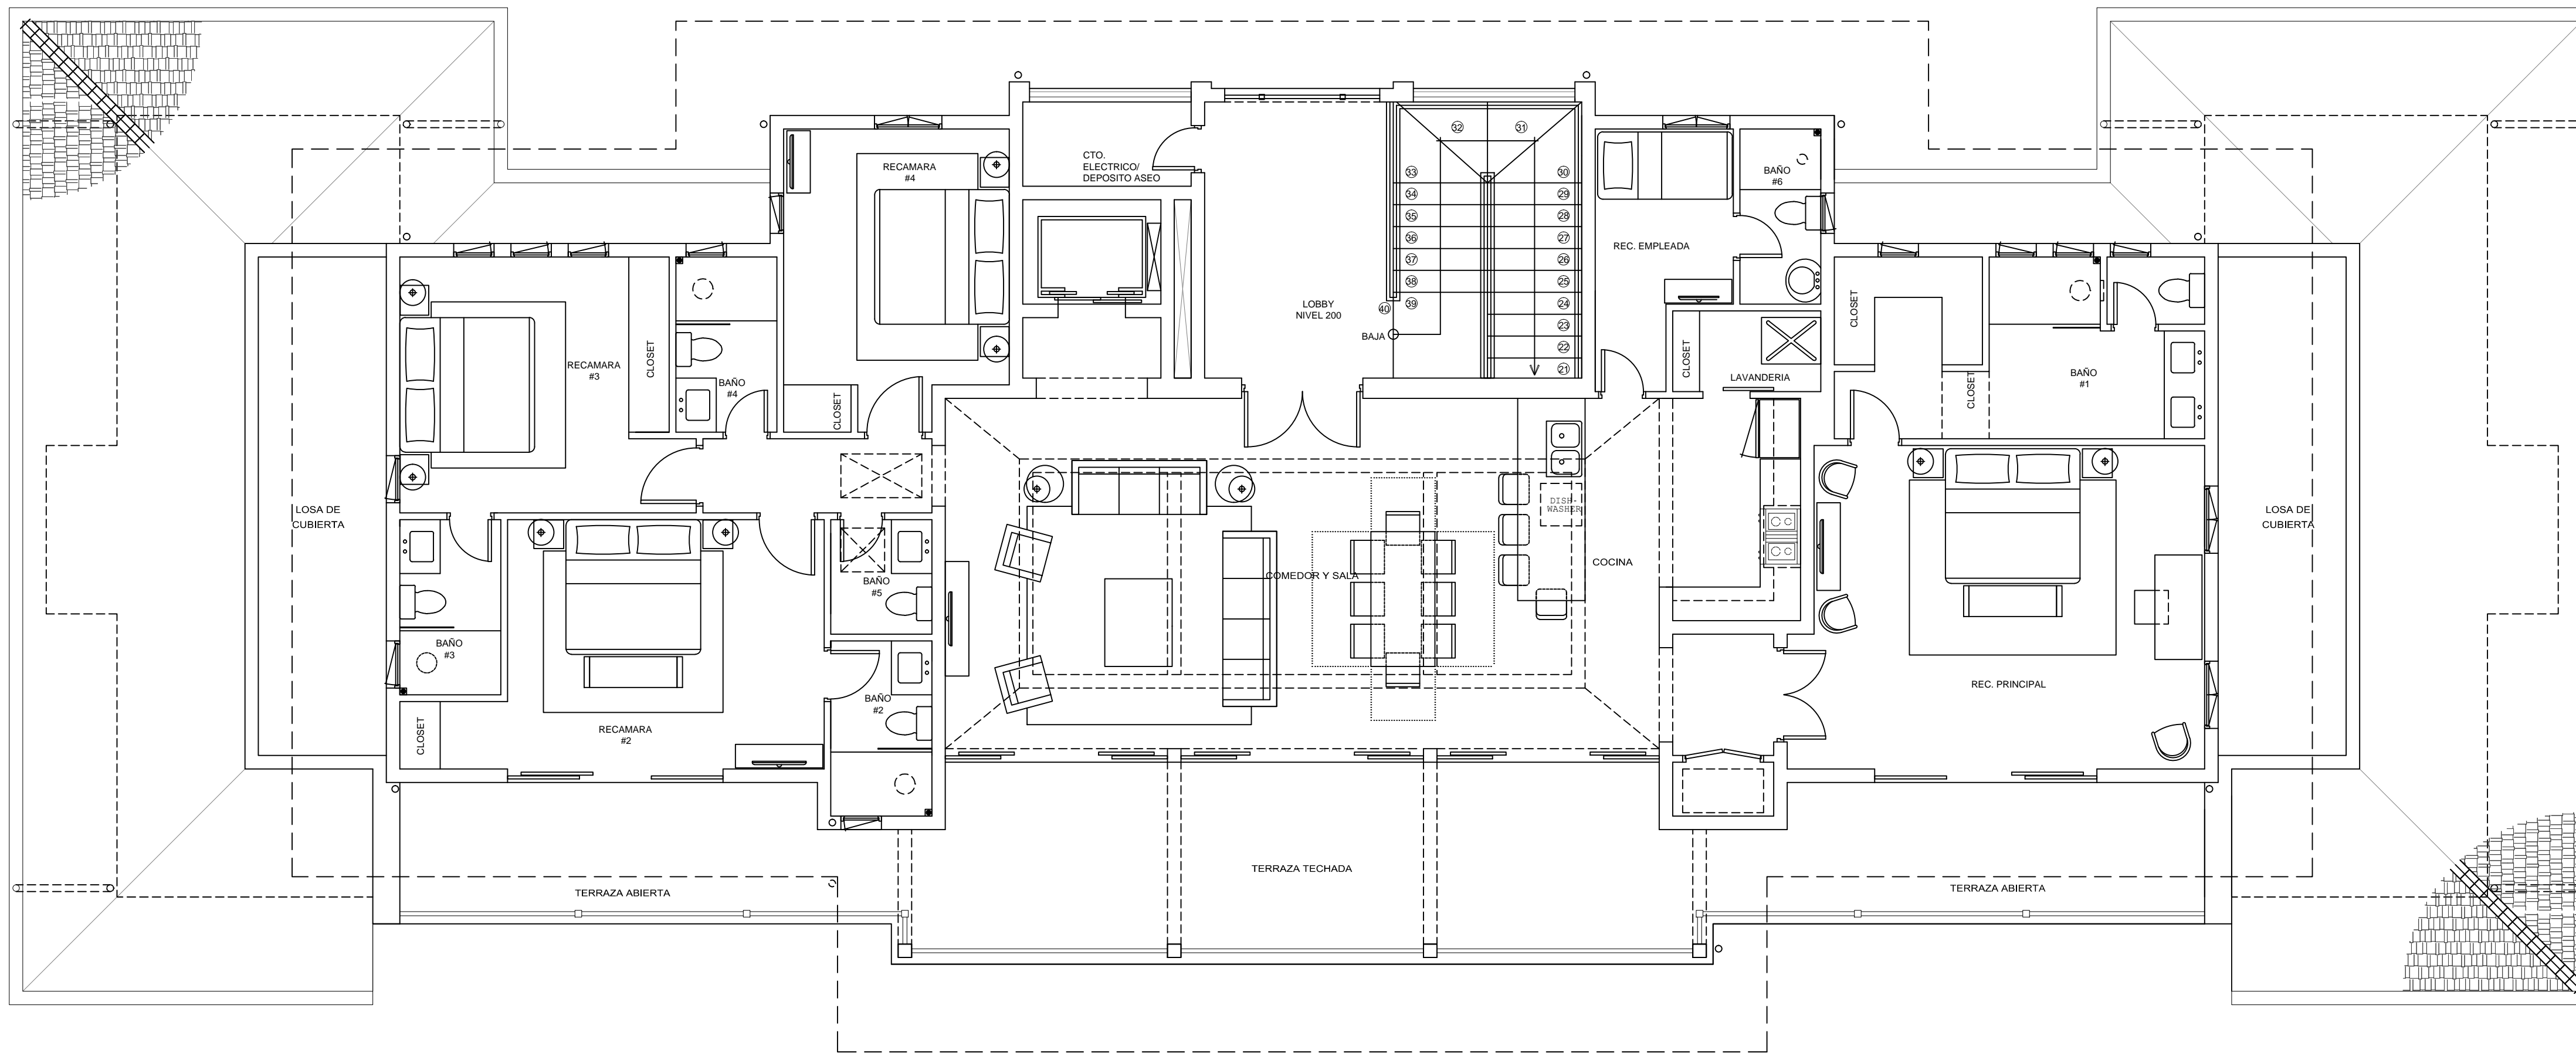 RECAMARA
#4
CTO.
ELECTRICO/
DEPOSITO ASEO
LOBBY
NIVEL 200
BAJA
32
31
33
34
35
36
37
38
39
40
30
29
28
27
26
25
24
23
22
21
REC. EMPLEADA
BAÑO
#6
CLOSET
LAVANDERIA
CLOSET
CLOSET
BAÑO
#1
RECAMARA
#3
CLOSET
BAÑO
#4
CLOSET
LOSA DE
CUBIERTA
BAÑO
#3
CLOSET
RECAMARA
#2
BAÑO
#5
BAÑO
#2
COMEDOR Y SALA
DISH-
WASHER
COCINA
REC. PRINCIPAL
LOSA DE
CUBIERTA
TERRAZA ABIERTA
TERRAZA TECHADA
TERRAZA ABIERTA